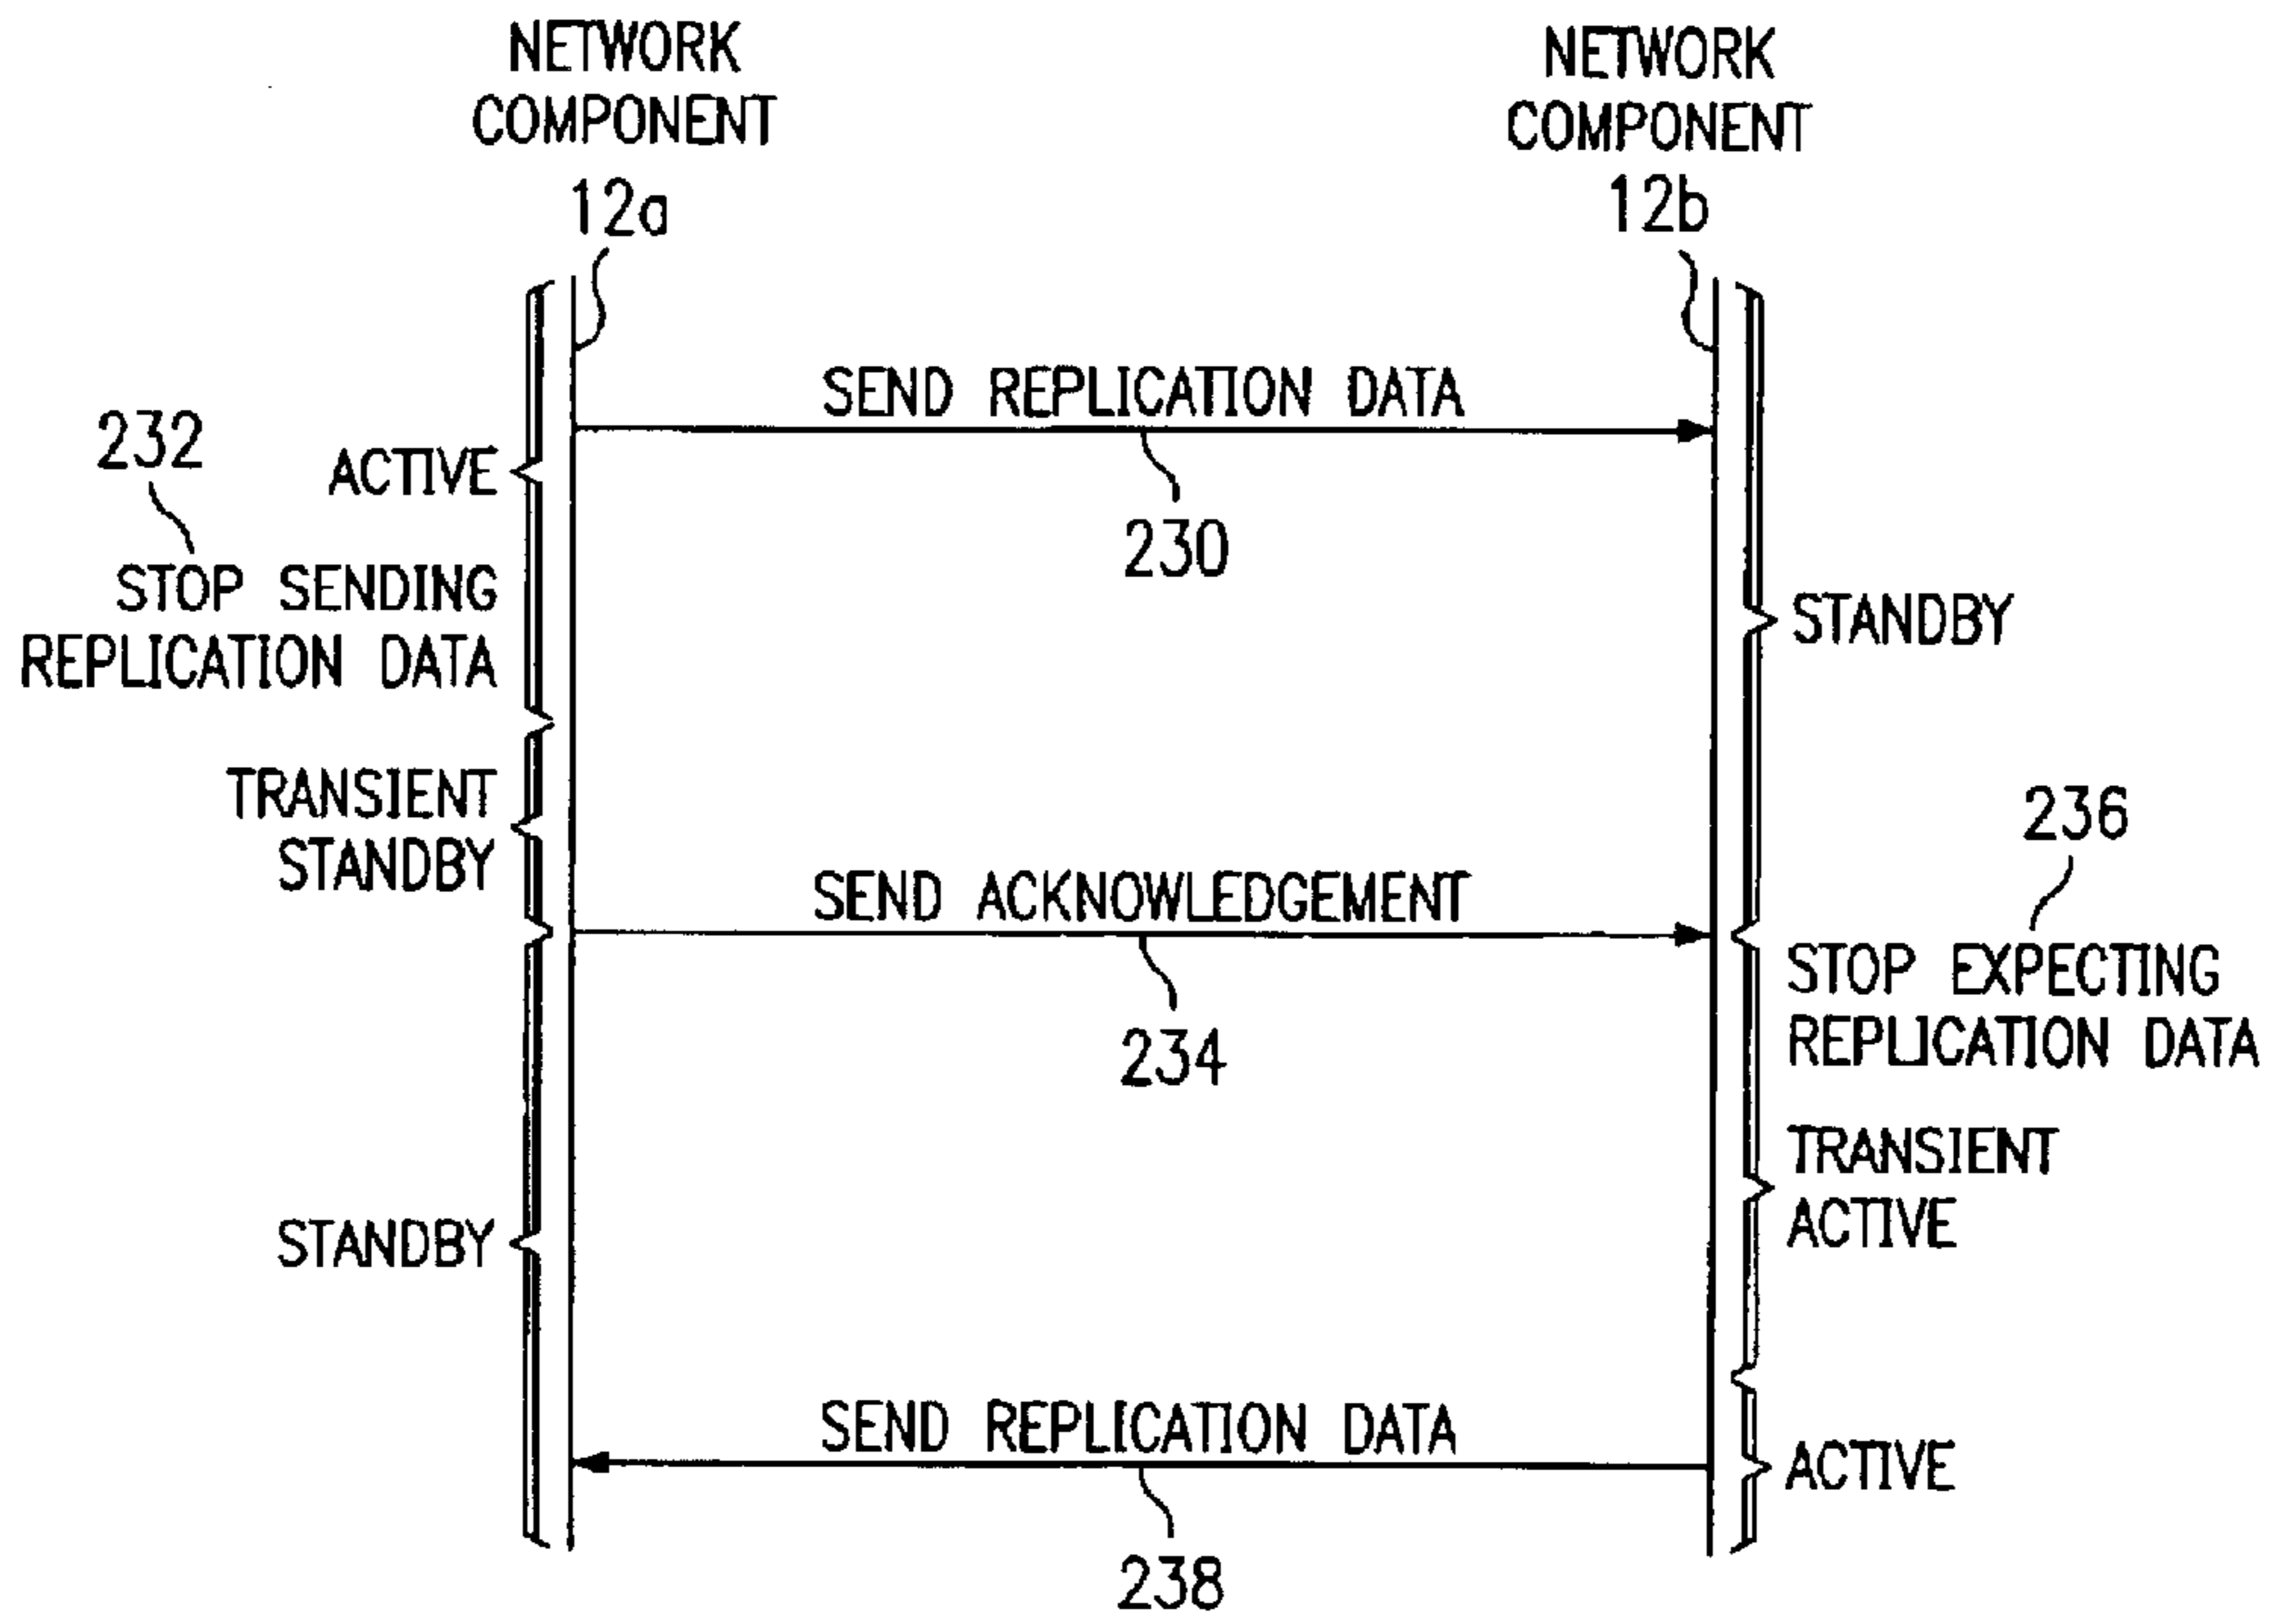 NETWORK
COMPONENT
12a
NETWORK
COMPONENT
12b
SEND REPLICATION DATA
230
232
ACTIVE
STOP SENDING
REPLICATION DATA
STANDBY
TRANSIENT
STANDBY
236
SEND ACKNOWLEDGEMENT
234
STOP EXPECTING
REPLICATION DATA
TRANSIENT
ACTIVE
STANDBY
SEND REPLICATION DATA
238
ACTIVE